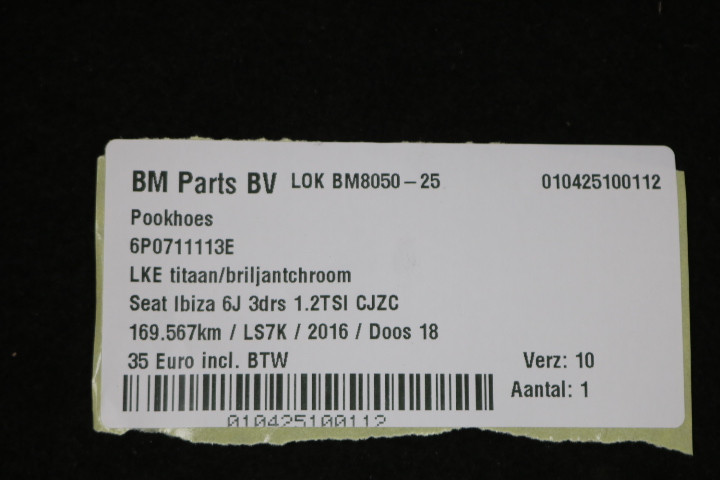 BM Parts BV LOK BM8050-25 010425100112
Pookhoes
6P0711113E
LKE titaan/briljantchroom
Seat Ibiza 6J 3drs 1.2TSI CJZC
169.567km / LS7K / 2016 / Doos 18
35 Euro incl. BTW Verz: 10
Aantal: 1
010425100112